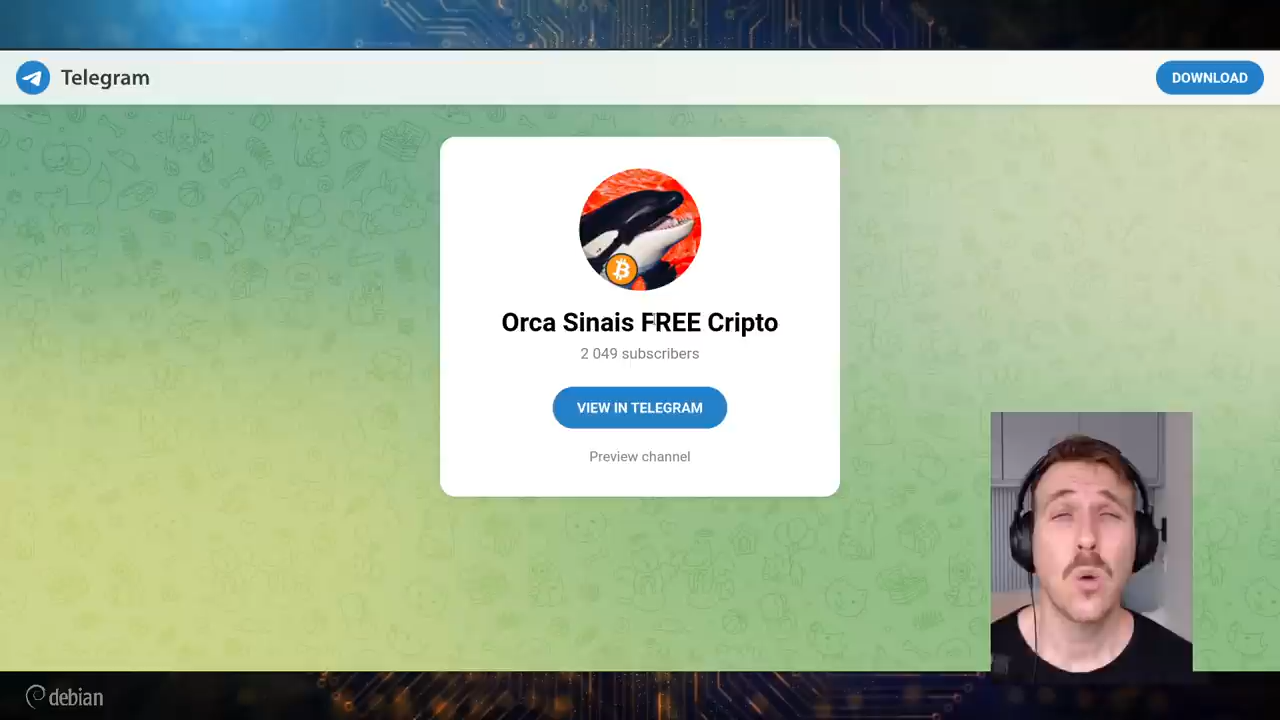 Telegram
DOWNLOAD
Orca Sinais FREE Cripto
2 049 subscribers
VIEW IN TELEGRAM
Preview channel
debian